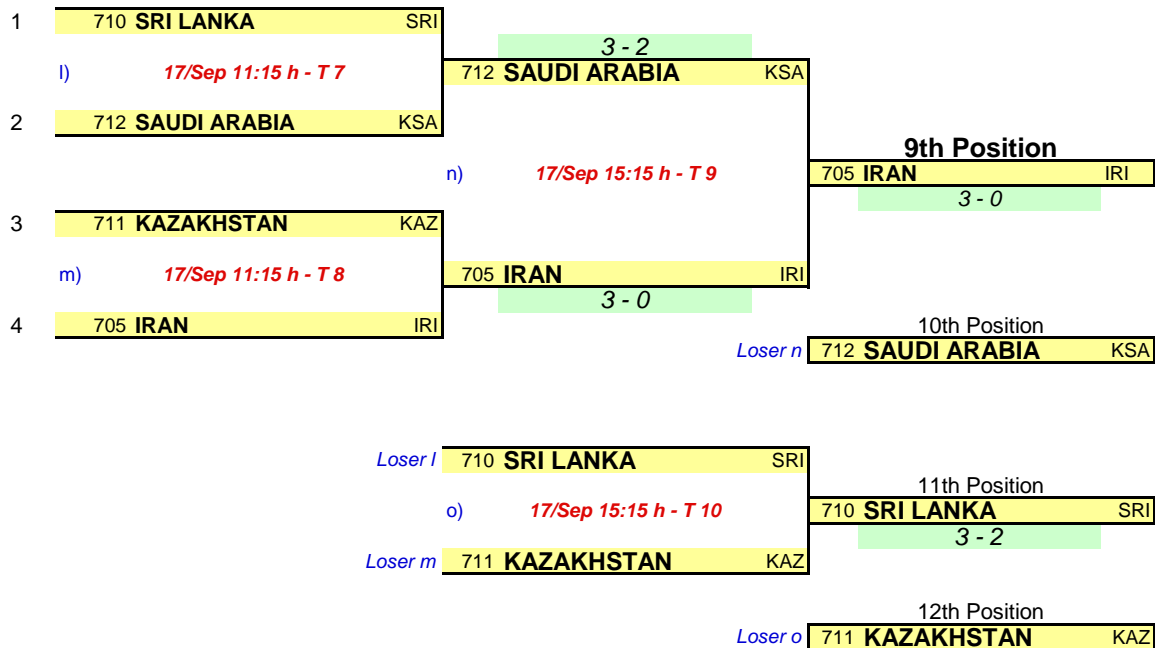 1 710 SRI LANKA SRI
3 - 2
l) 17/Sep 11:15 h - T 7 712 SAUDI ARABIA KSA
2 712 SAUDI ARABIA KSA
9th Position
n) 17/Sep 15:15 h - T 9 705 IRAN IRI
3 - 0
3 711 KAZAKHSTAN KAZ
m) 17/Sep 11:15 h - T 8 705 IRAN IRI
3 - 0
4 705 IRAN IRI 10th Position
Loser n 712 SAUDI ARABIA KSA
Loser l 710 SRI LANKA SRI
11th Position
o) 17/Sep 15:15 h - T 10 710 SRI LANKA SRI
3 - 2
Loser m 711 KAZAKHSTAN KAZ
12th Position
Loser o 711 KAZAKHSTAN KAZ